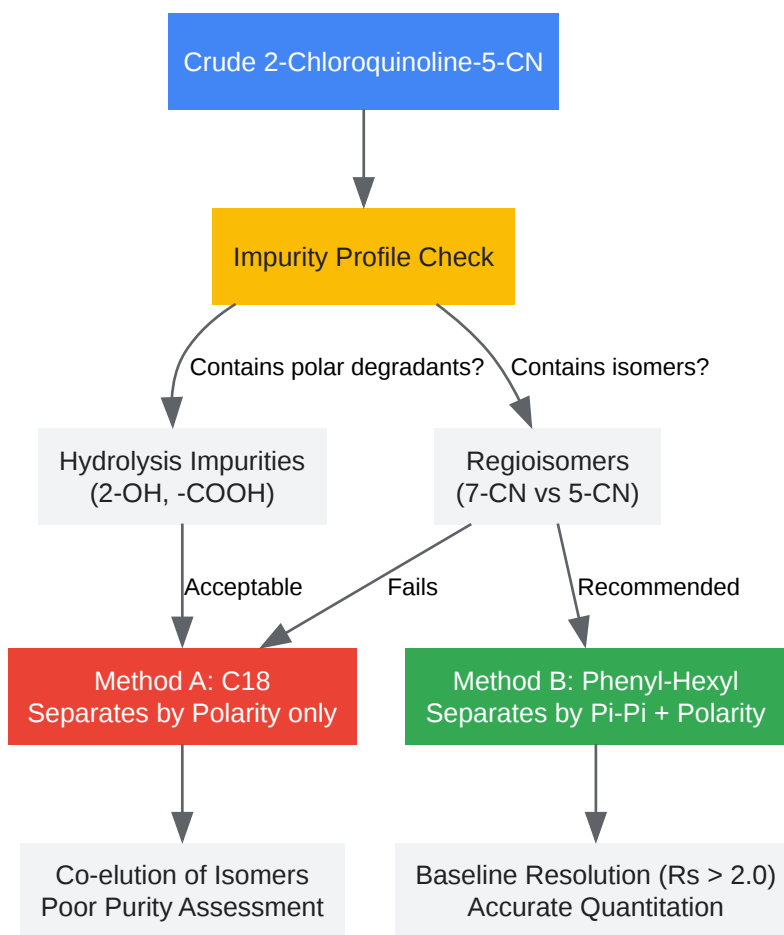 Crude 2-Chloroquinoline-5-CN
Impurity Profile Check
Contains polar degradants?
Contains isomers?
Hydrolysis Impurities
(2-OH, -COOH)
Regioisomers
(7-CN vs 5-CN)
Acceptable
Fails
Recommended
Method A: C18
Separates by Polarity only
Method B: Phenyl-Hexyl
Separates by Pi-Pi + Polarity
Co-elution of Isomers
Poor Purity Assessment
Baseline Resolution (Rs > 2.0)
Accurate Quantitation